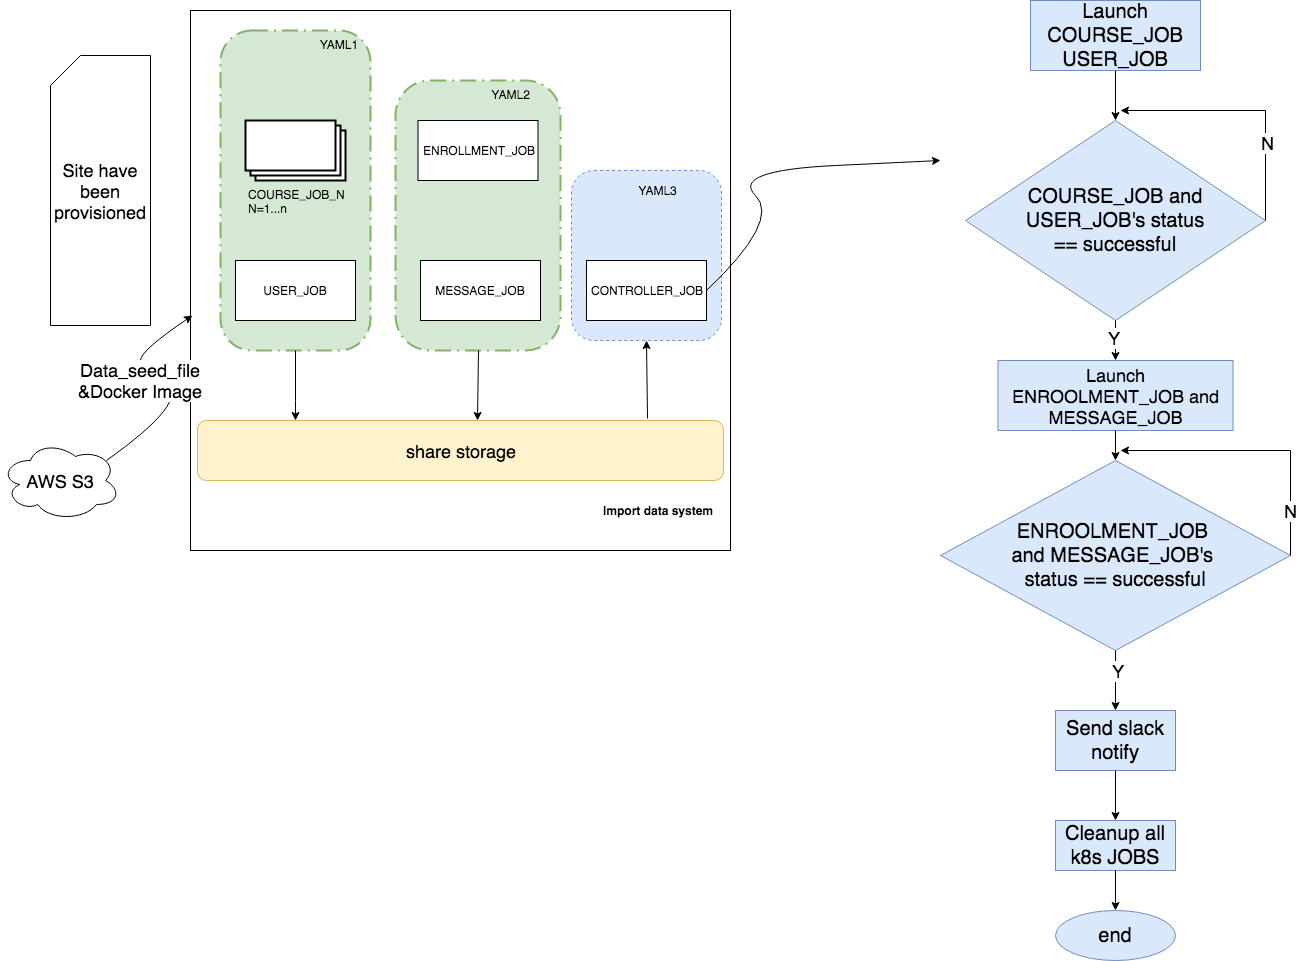 Site have
been
provisioned
Data_seed_file
&Docker Image
AWS S3
YAML1
COURSE_JOB_N
N=1...n
USER_JOB
YAML2
ENROLLMENT_JOB
MESSAGE_JOB
YAML3
CONTROLLER_JOB
share storage
Import data system
Launch
COURSE_JOB
USER_JOB
COURSE_JOB and
USER_JOB's status
== successful
N
Y
Launch
ENROOLMENT_JOB and
MESSAGE_JOB
ENROOLMENT_JOB
and MESSAGE_JOB's
status == successful
N
Y
Send slack
notify
Cleanup all
k8s JOBS
end